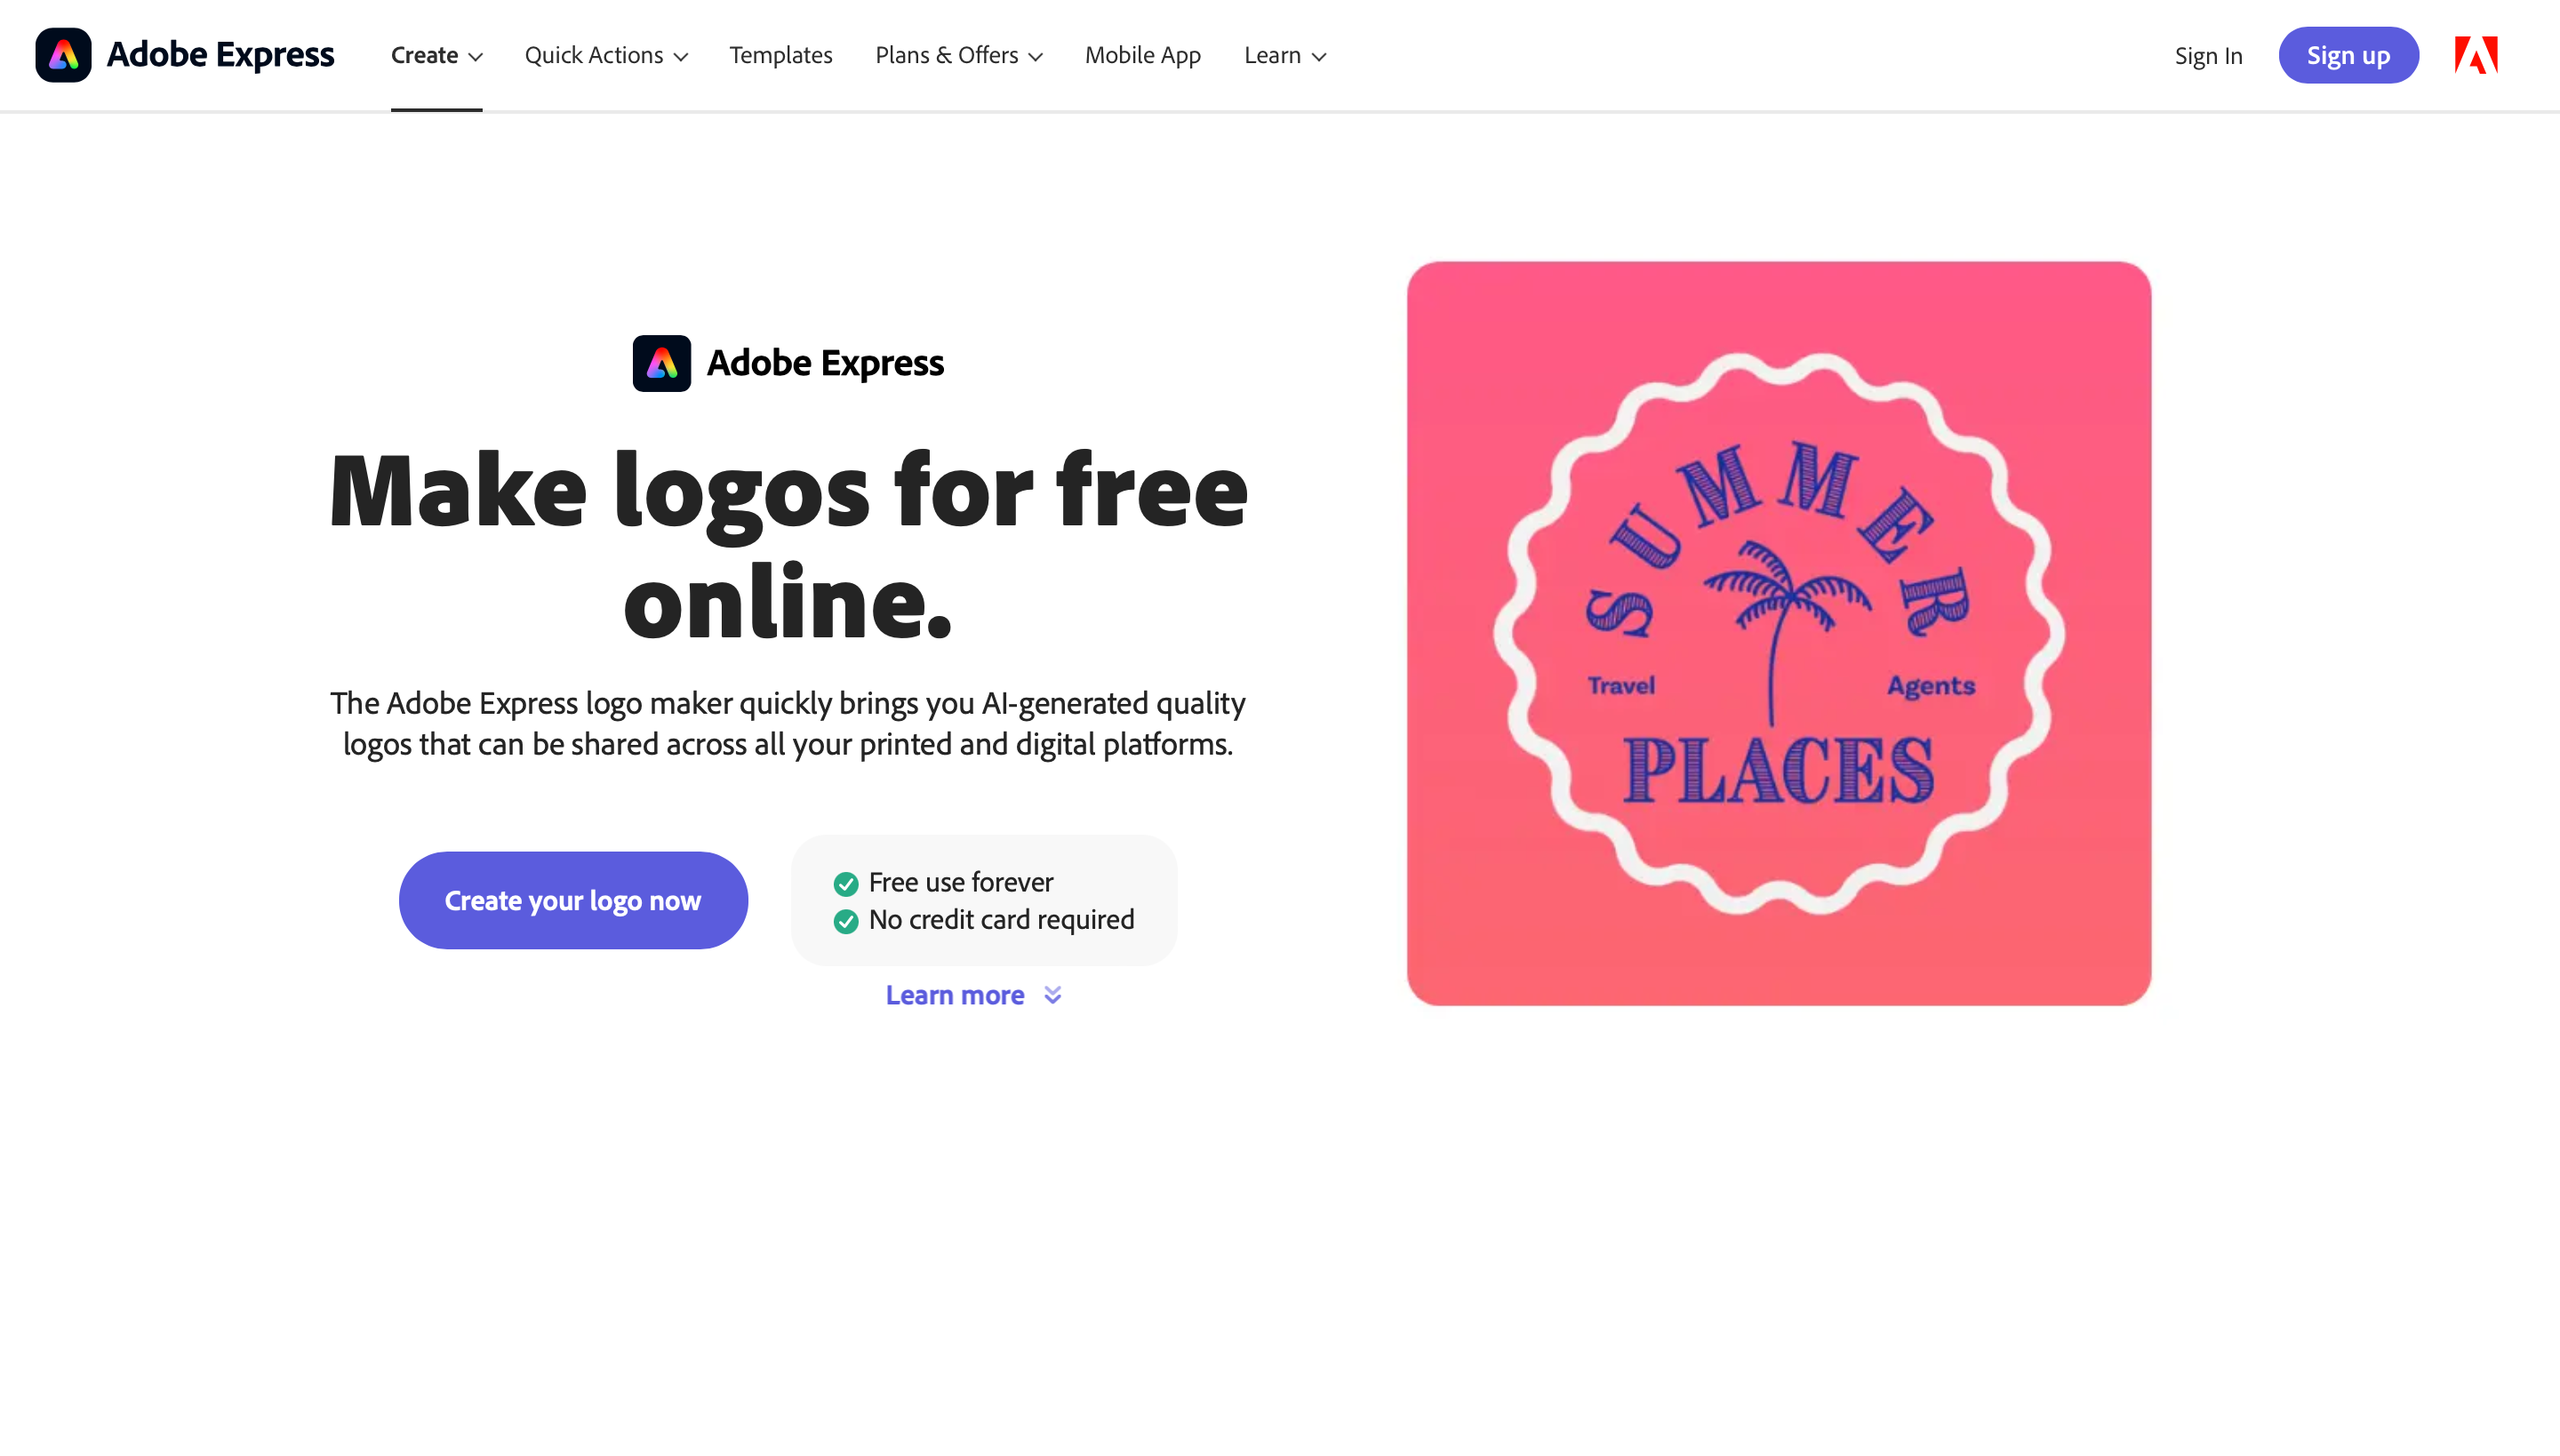 Adobe Express
Create
Quick Actions
Templates
Plans & Offers
Mobile App
Learn
Sign In
Sign up
Adobe Express
Make logos for free
online.
The Adobe Express logo maker quickly brings you AI-generated quality
logos that can be shared across all your printed and digital platforms.
Create your logo now
Free use forever
No credit card required
Learn more
SUMMER
Travel
Agents
PLACES